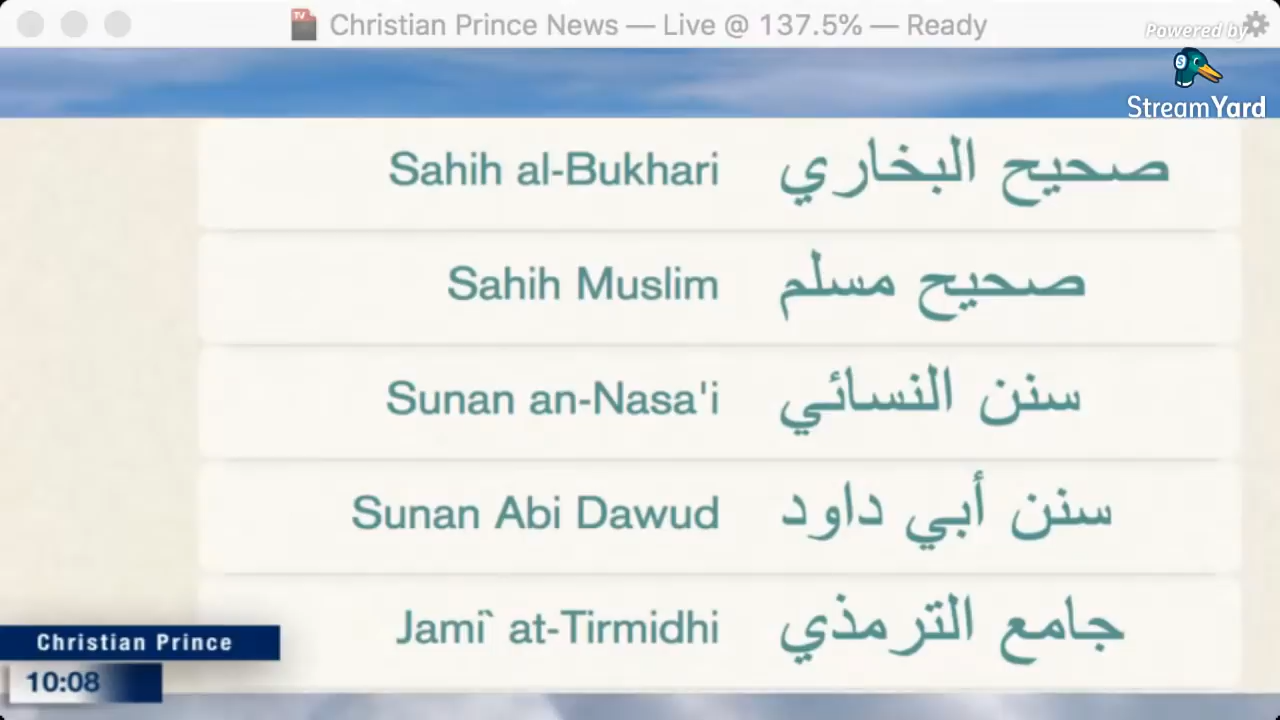 Christian Prince News — Live @ 137.5% — Ready
Powered by
StreamYard
Sahih al-Bukhari صحيح البخاري
Sahih Muslim صحيح مسلم
Sunan an-Nasa'i سنن النسائي
Sunan Abi Dawud سنن أبي داود
Jami` at-Tirmidhi جامع الترمذي
Christian Prince
10:08